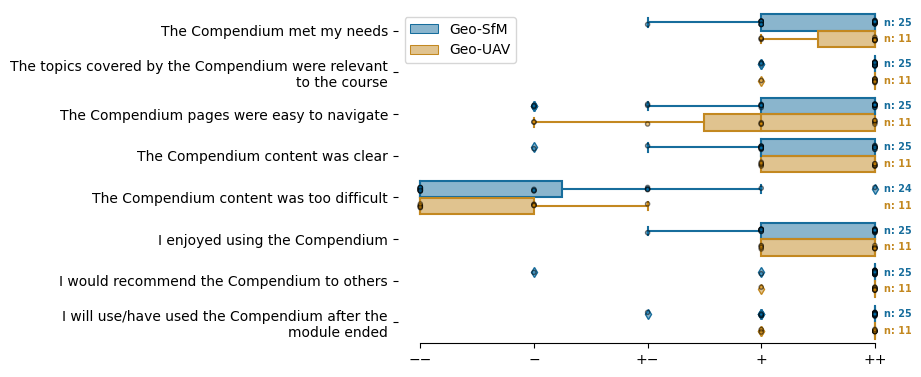 Geo-SfM
Geo-UAV
The Compendium met my needs
n: 25
n: 11
The topics covered by the Compendium were relevant
to the course
n: 25
n: 11
The Compendium pages were easy to navigate
n: 25
n: 11
The Compendium content was clear
n: 25
n: 11
The Compendium content was too difficult
n: 24
n: 11
I enjoyed using the Compendium
n: 25
n: 11
I would recommend the Compendium to others
n: 25
n: 11
I will use/have used the Compendium after the
module ended
n: 25
n: 11
−− − +− + ++